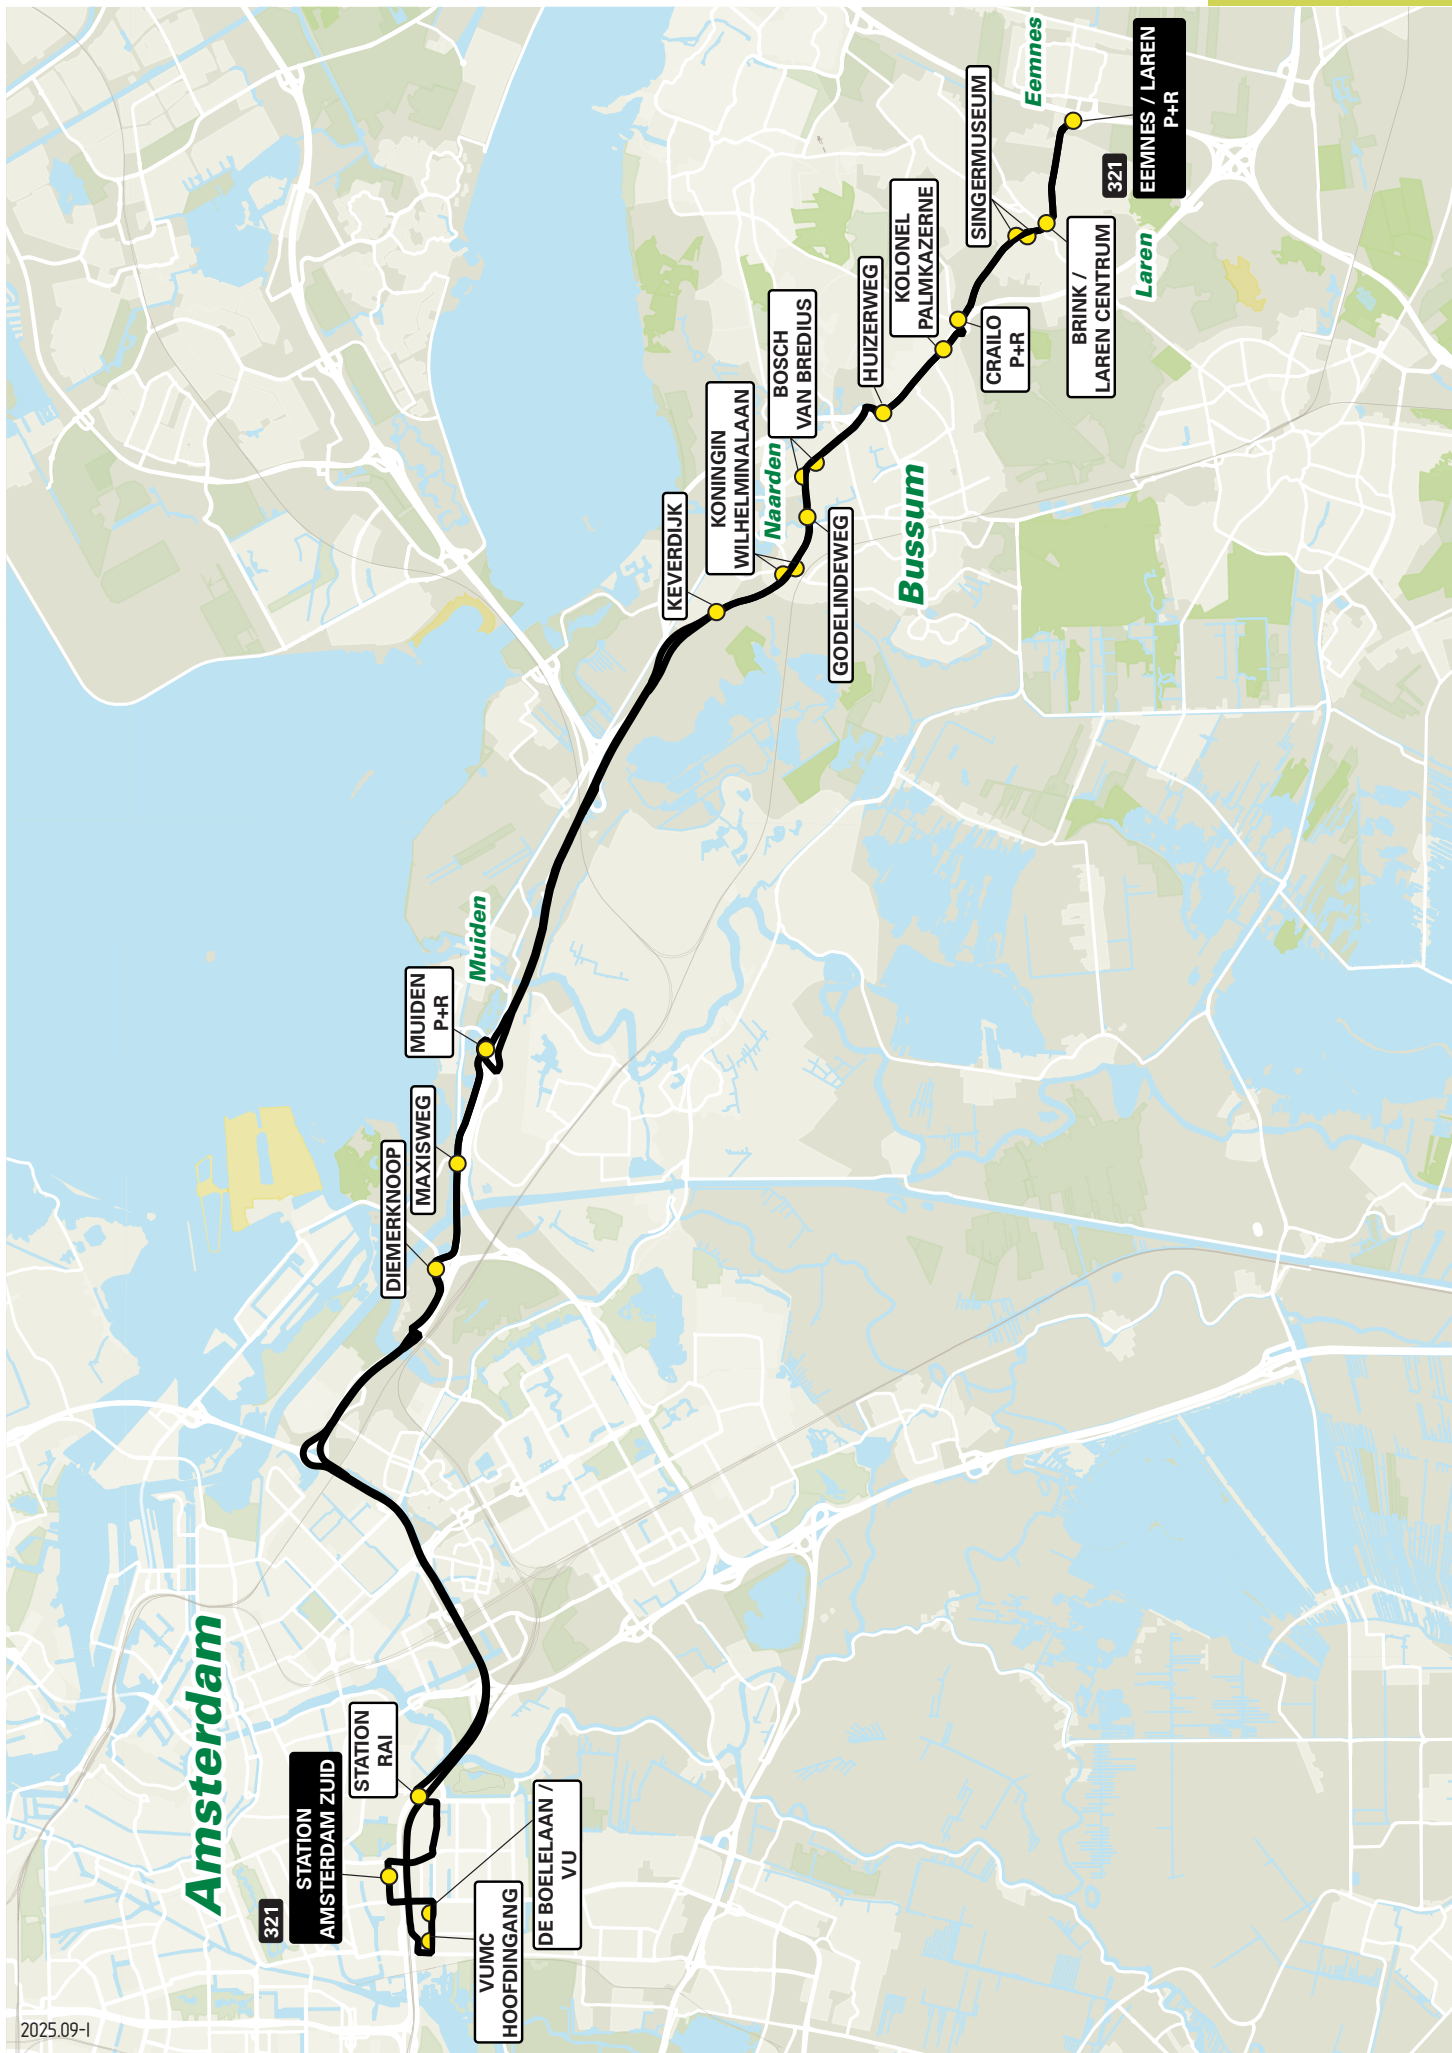 Amsterdam
321
STATION
AMSTERDAM ZUID
VUMC
HOOFDINGANG
DE BOELELAAN /
VU
STATION
RAI
DIEMERKNOOP
MAXISWEG
MUIDEN
P+R
Muiden
KEVERDIJK
KONINGIN
WILHELMINALAAN
Naarden
GODELINDEWEG
BOSCH
VAN BREDIUS
Bussum
HUIZERWEG
KOLONEL
PALMKAZERNE
CRAILO
P+R
SINGERMUSEUM
BRINK /
LAREN CENTRUM
Laren
Eemnes
321
EEMNES / LAREN
P+R
2025.09-I